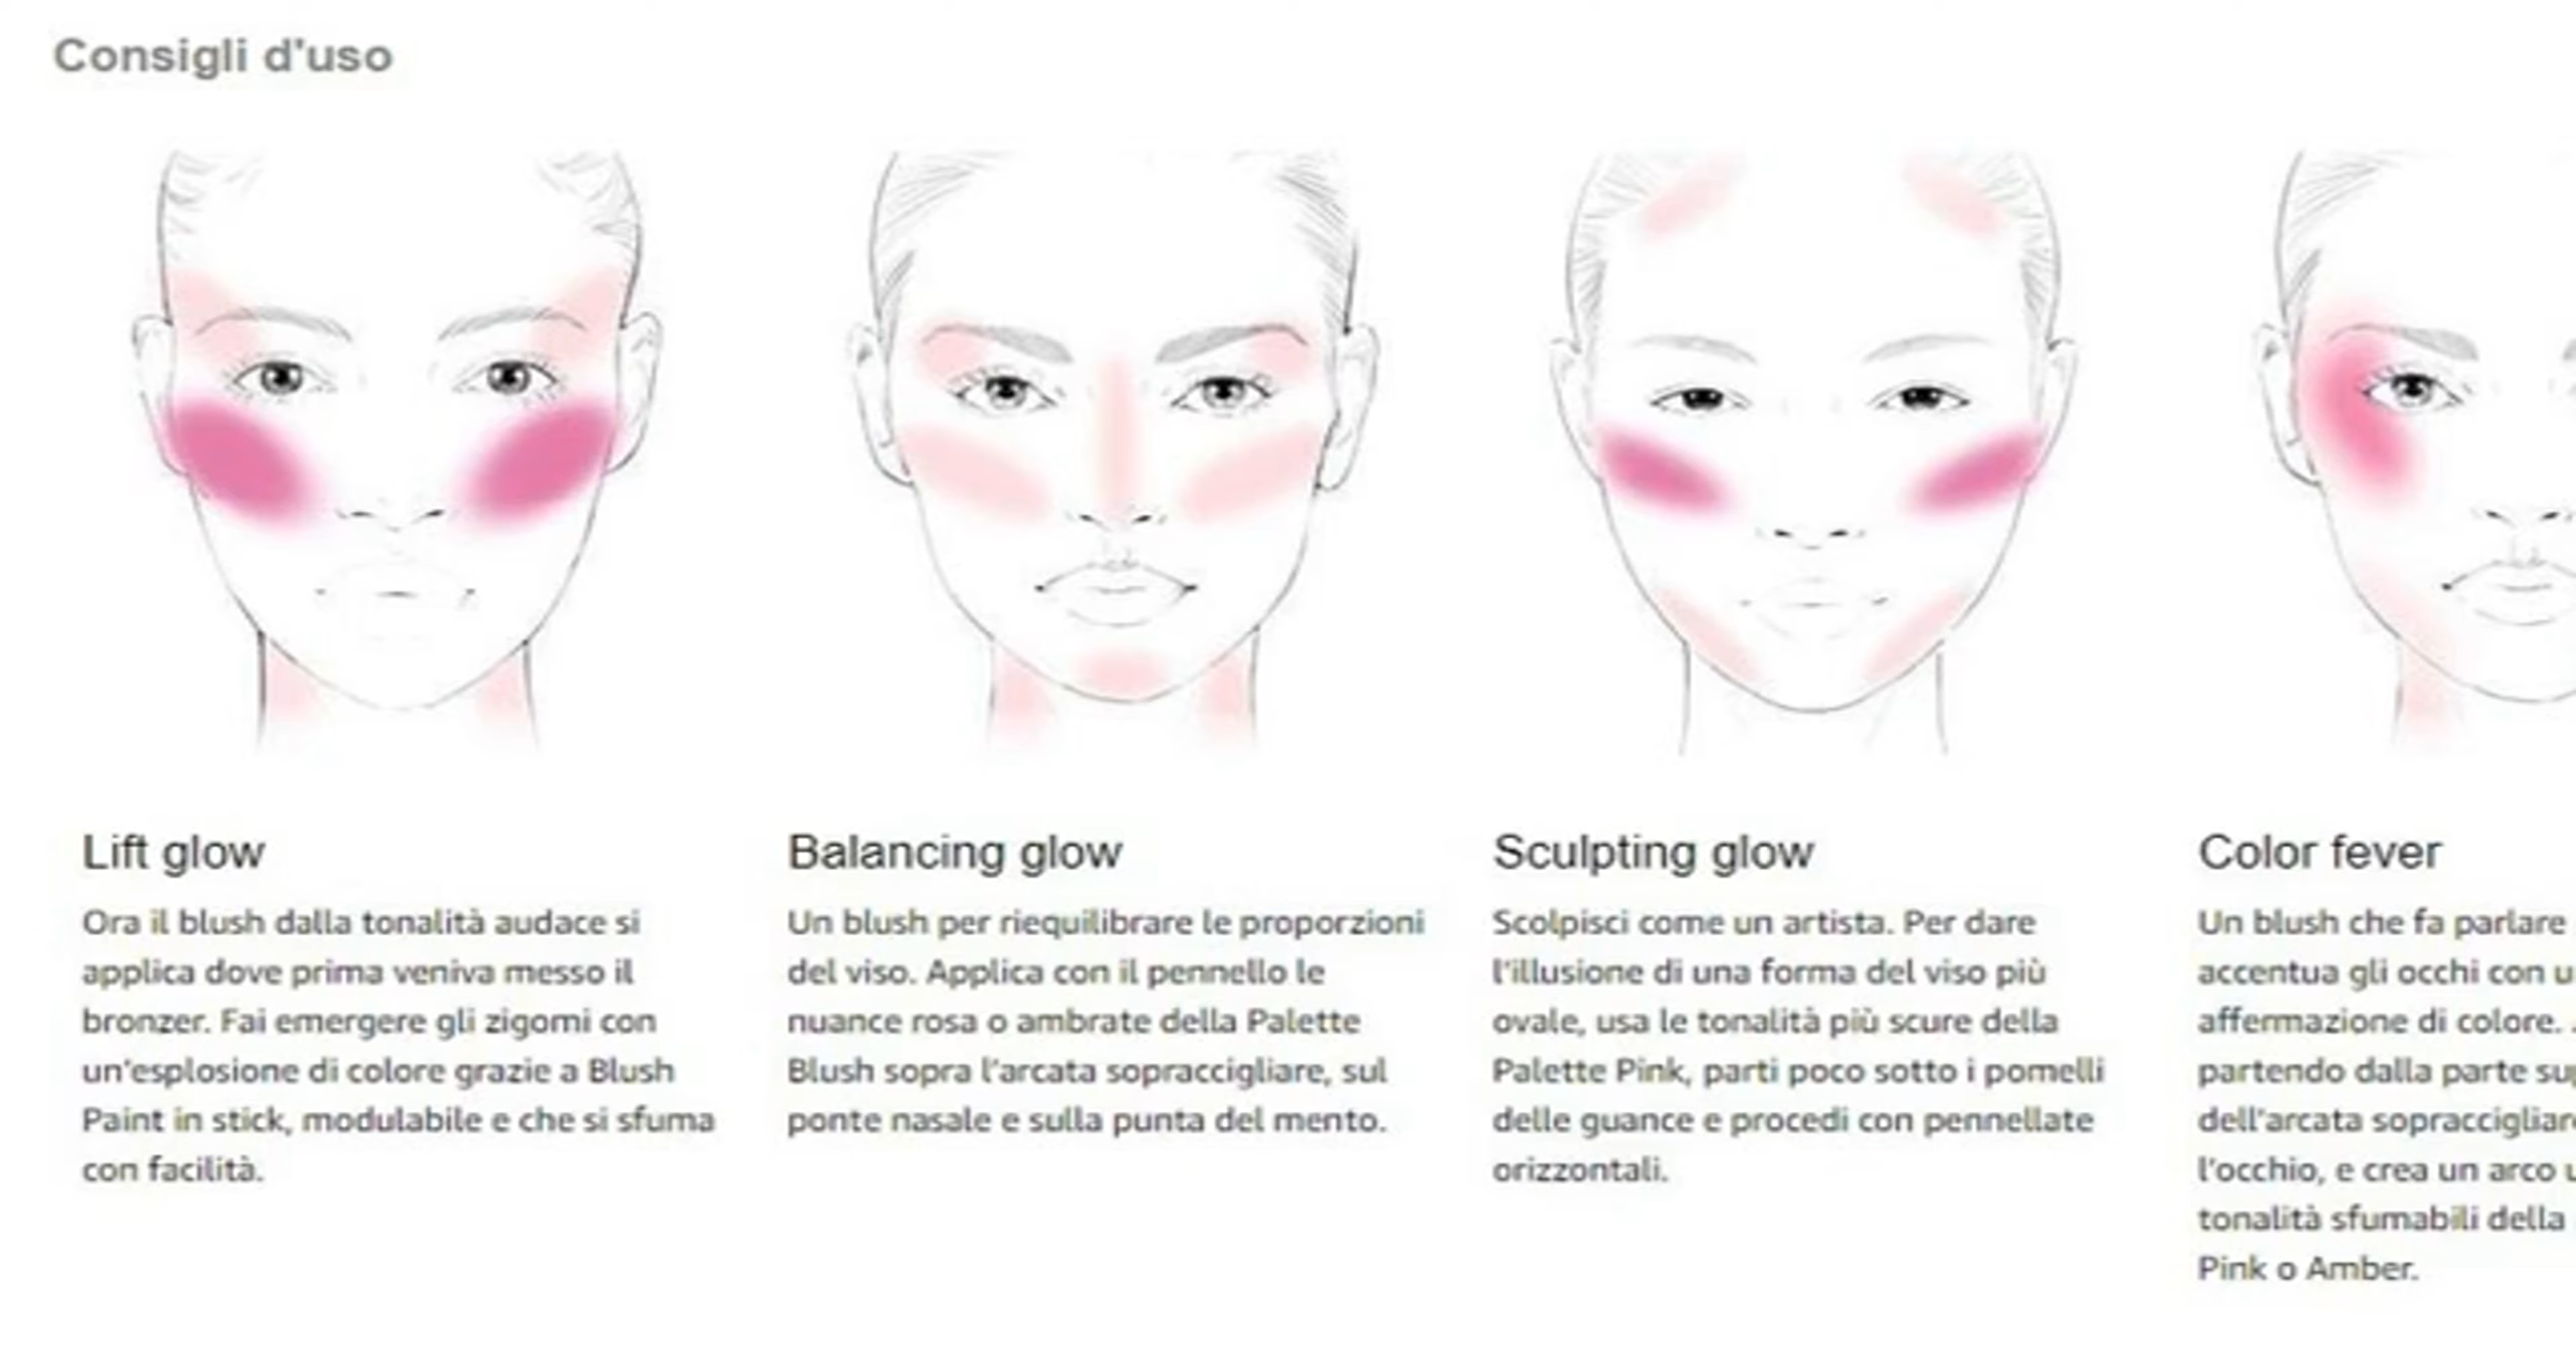 Consigli d'uso
Lift glow
Ora il blush dalla tonalità audace si
applica dove prima veniva messo il
bronzer. Fai emergere gli zigomi con
un'esplosione di colore grazie a Blush
Paint in stick, modulabile e che si sfuma
con facilità.
Balancing glow
Un blush per riequilibrare le proporzioni
del viso. Applica con il pennello le
nuance rosa o ambrate della Palette
Blush sopra l'arcata sopraccigliare, sul
ponte nasale e sulla punta del mento.
Sculpting glow
Scolpisci come un artista. Per dare
l'illusione di una forma del viso più
ovale, usa le tonalità più scure della
Palette Pink, parti poco sotto i pomelli
delle guance e procedi con pennellate
orizzontali.
Color fever
Un blush che fa parlare
accentua gli occhi con
affermazione di colore.
partendo dalla parte
dell'arcata
l'occhio, e crea un arco
tonalità sfumabili della
Pink o Amber.